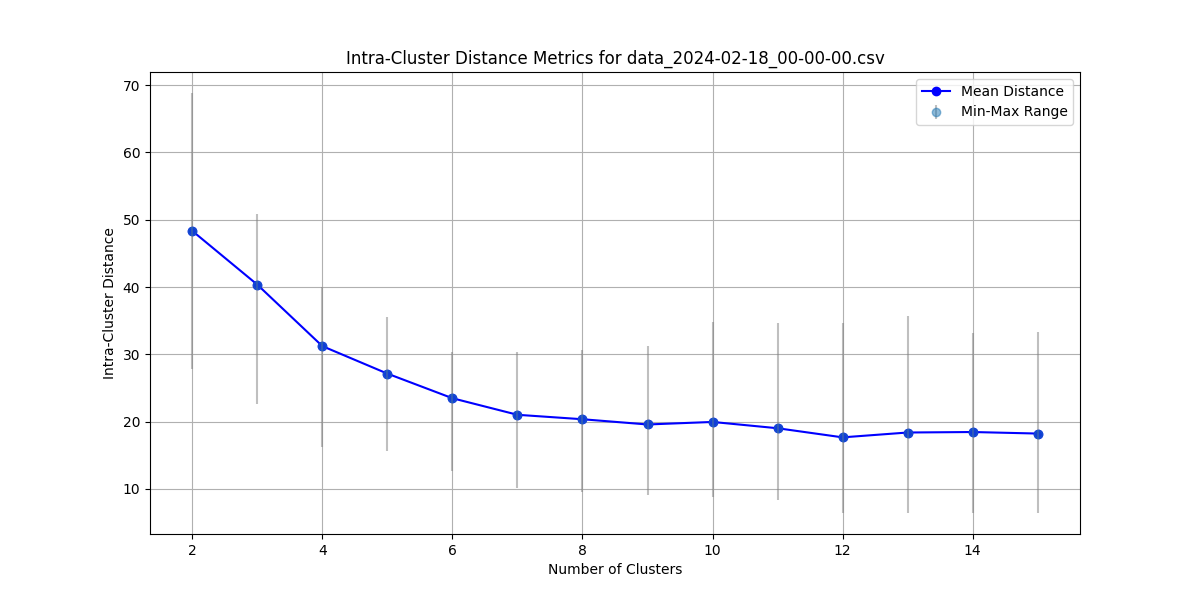 Intra-Cluster Distance Metrics for data_2024-02-18_00-00-00.csv
Mean Distance
Min-Max Range
Intra-Cluster Distance
70
60
50
40
30
20
10
2 4 6 8 10 12 14
Number of Clusters